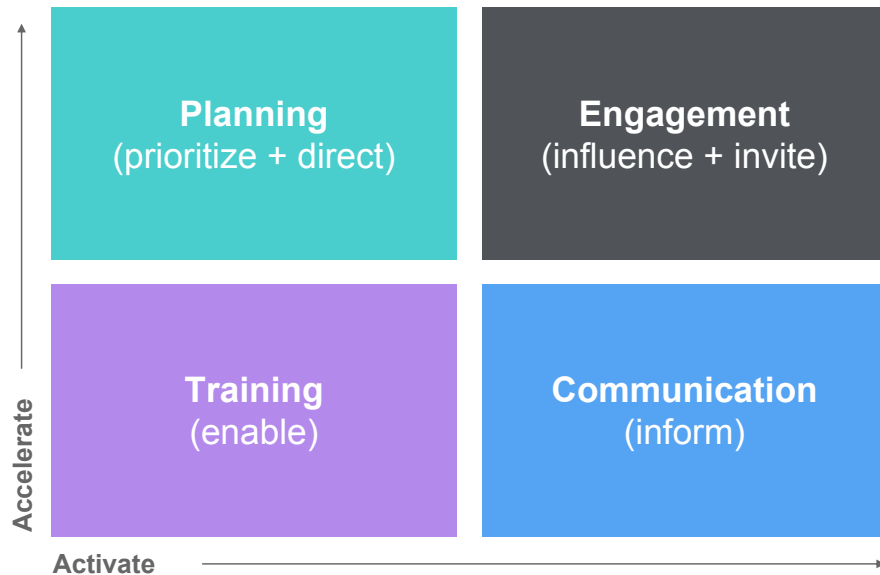 Planning
(prioritize + direct)
Engagement
(influence + invite)
Training
(enable)
Communication
(inform)
Accelerate
Activate